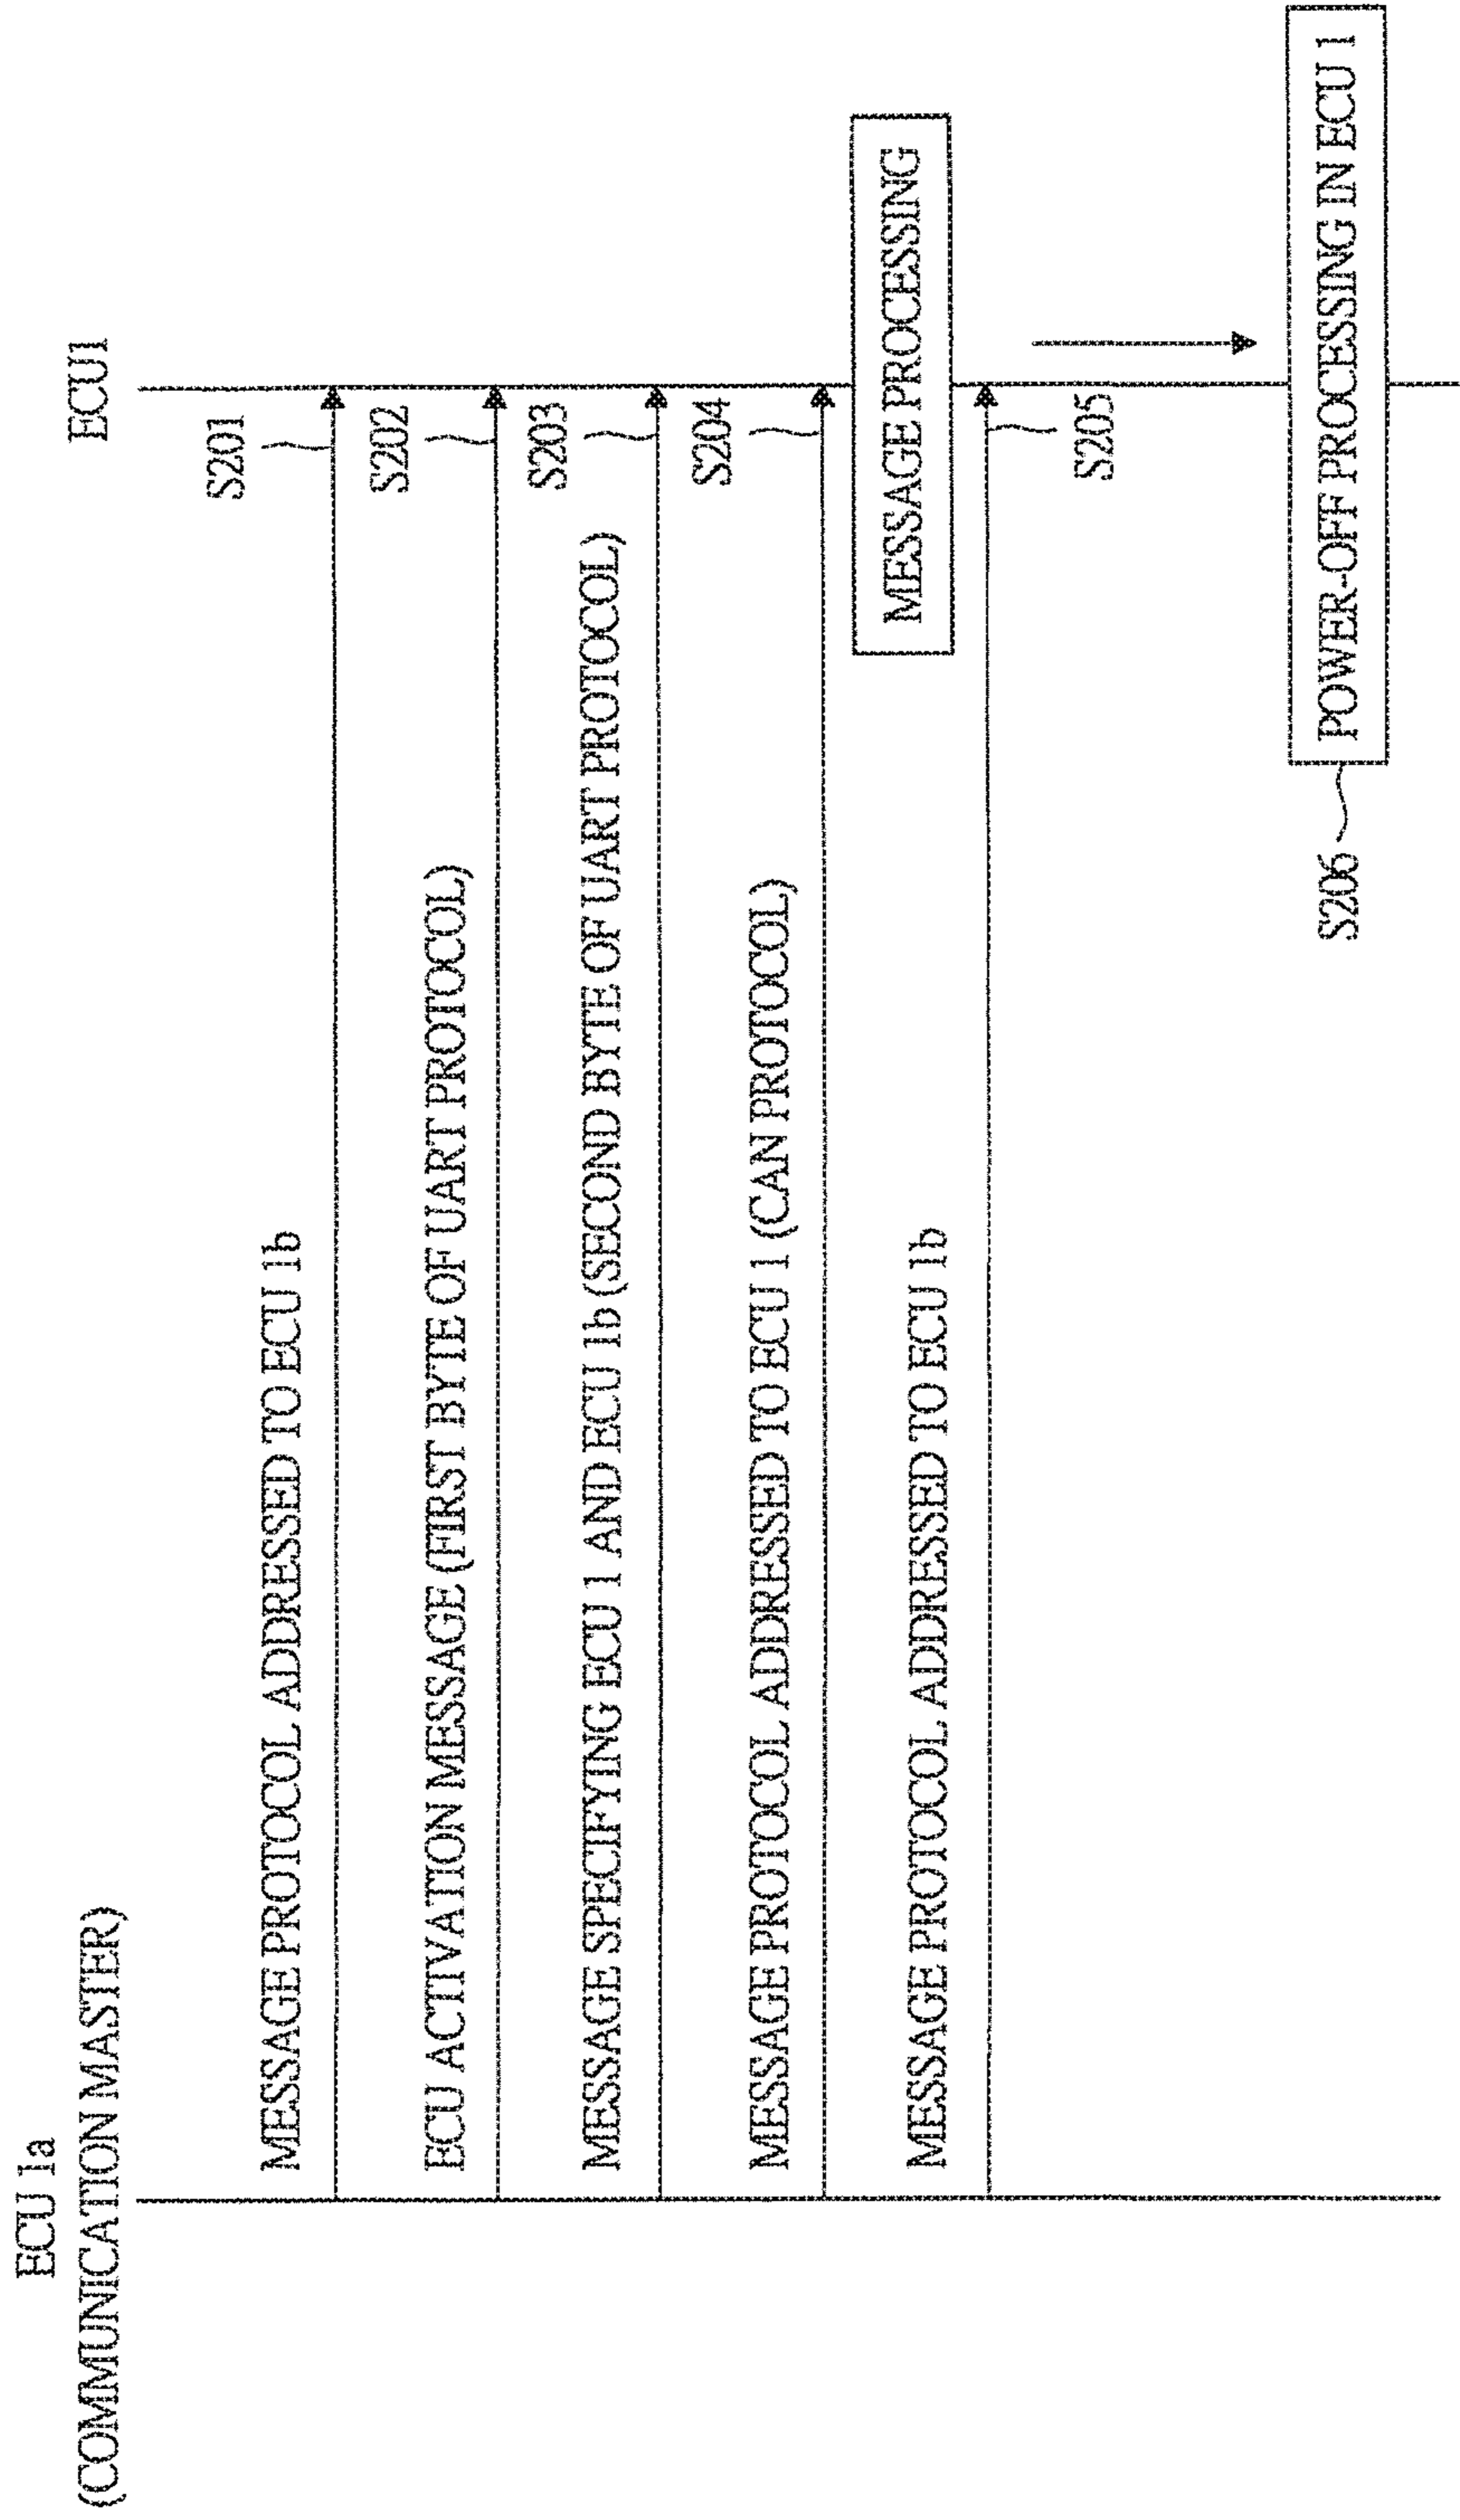 ECU 1a
(COMMUNICATION MASTER)
ECU1
MESSAGE PROTOCOL ADDRESSED TO ECU 1b
S201
ECU ACTIVATION MESSAGE (FIRST BYTE OF UART PROTOCOL)
S202
MESSAGE SPECIFYING ECU 1 AND ECU 1b (SECOND BYTE OF UART PROTOCOL)
S203
MESSAGE PROTOCOL ADDRESSED TO ECU 1 (CAN PROTOCOL)
S204
MESSAGE PROCESSING
MESSAGE PROTOCOL ADDRESSED TO ECU 1b
S205
S206
POWER-OFF PROCESSING IN ECU 1